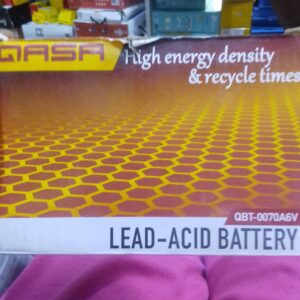 QASA
High energy density
& recycle times
QBT-0070A6V
LEAD-ACID BATTERY